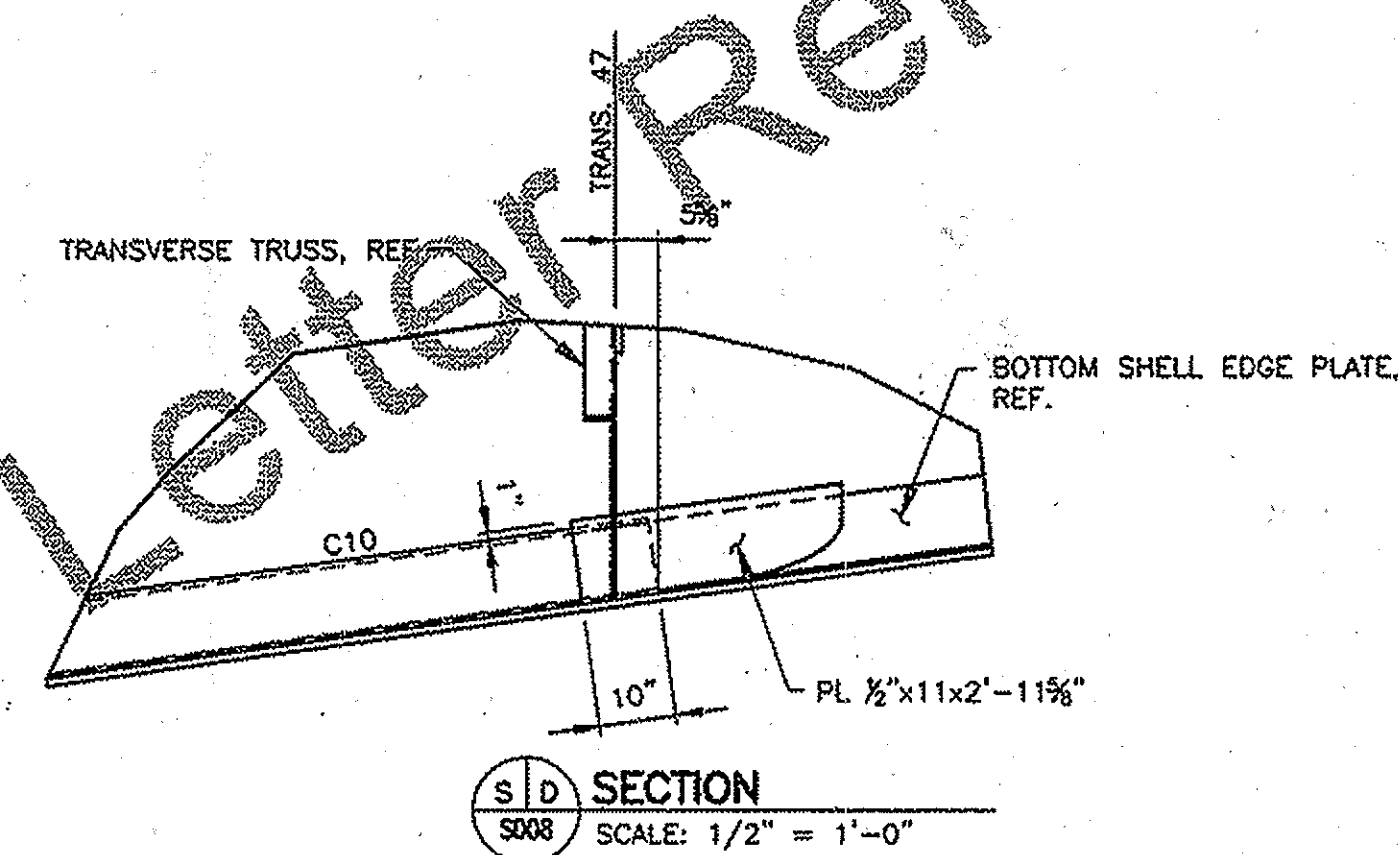 Letter Re
TRANS. 47
5⅝"
TRANSVERSE TRUSS, REF
BOTTOM SHELL EDGE PLATE,
REF.
1"
C10
10"
PL ½"x11x2'-11⅝"
S D SECTION
S008 SCALE: 1/2" = 1'-0"